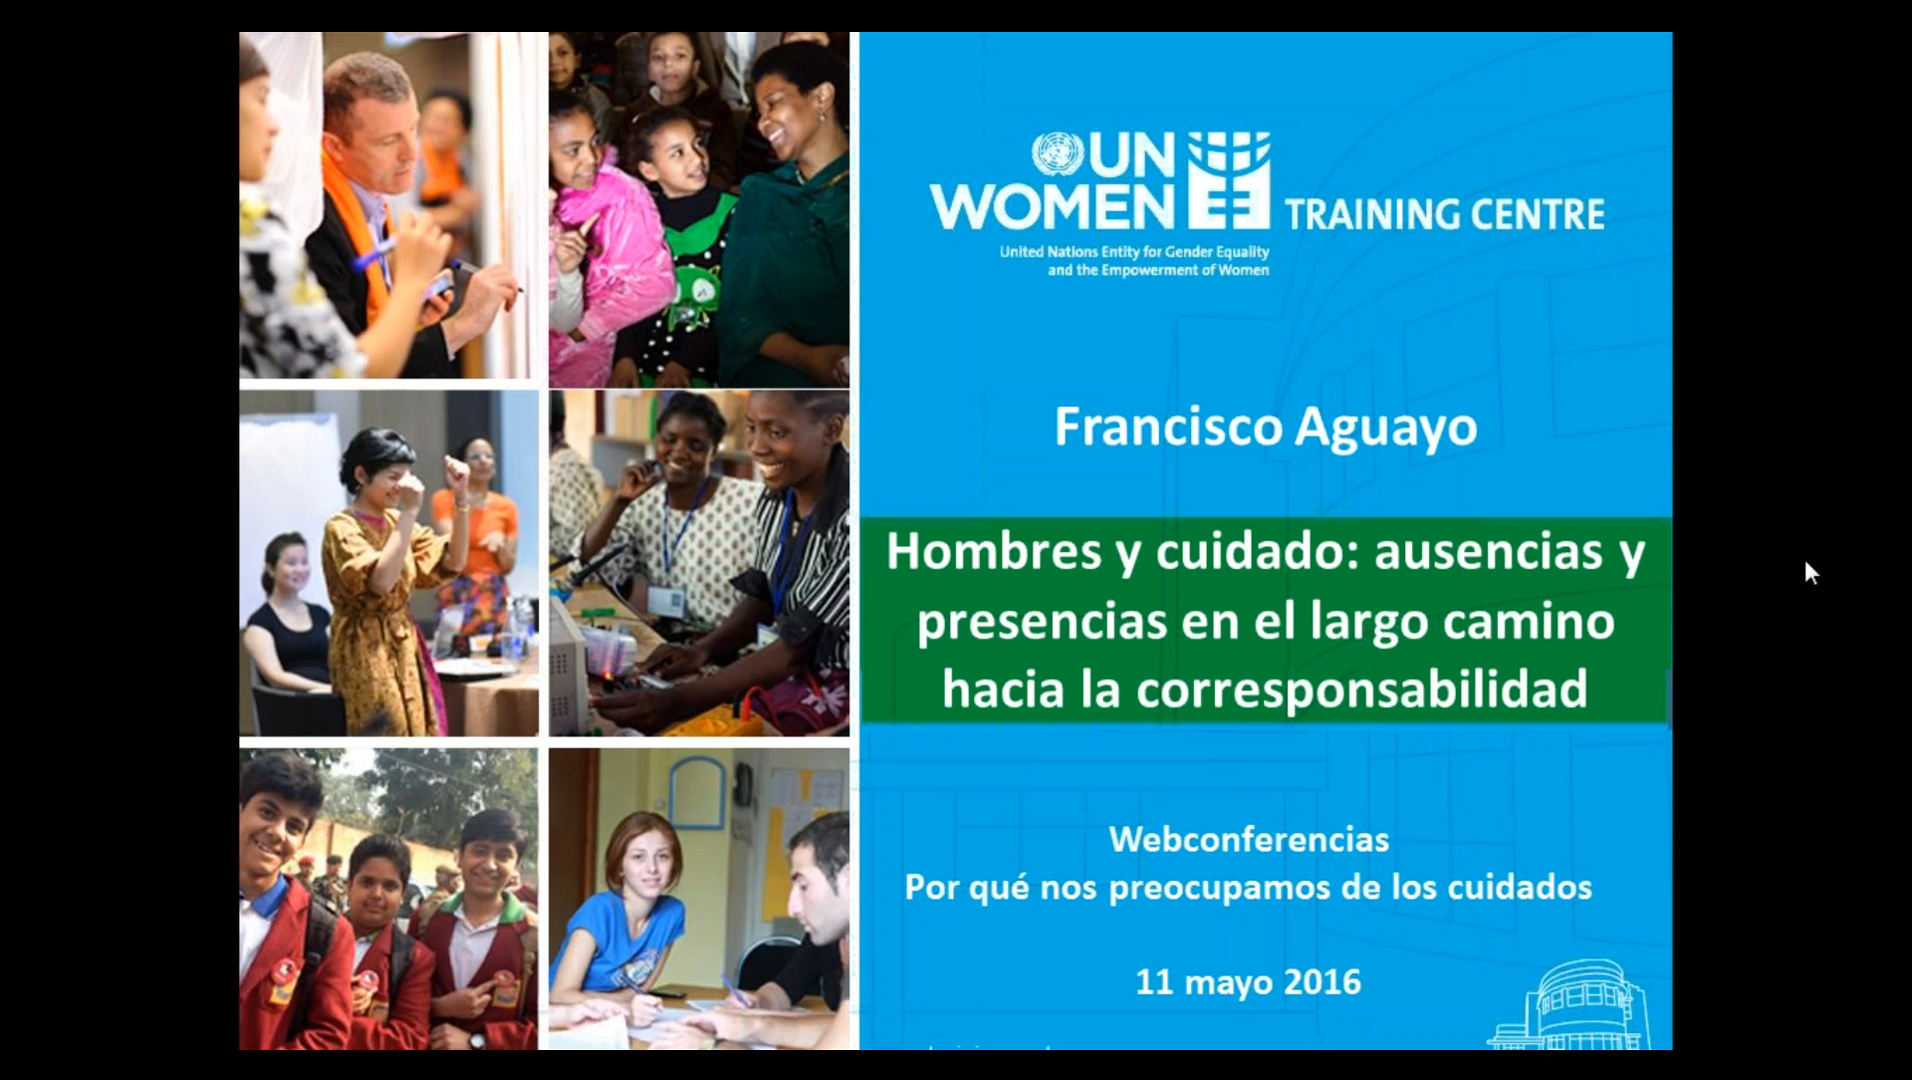 UN
WOMEN
TRAINING CENTRE
United Nations Entity for Gender Equality
and the Empowerment of Women
Francisco Aguayo
Hombres y cuidado: ausencias y
presencias en el largo camino
hacia la corresponsabilidad
Webconferencias
Por qué nos preocupamos de los cuidados
11 mayo 2016